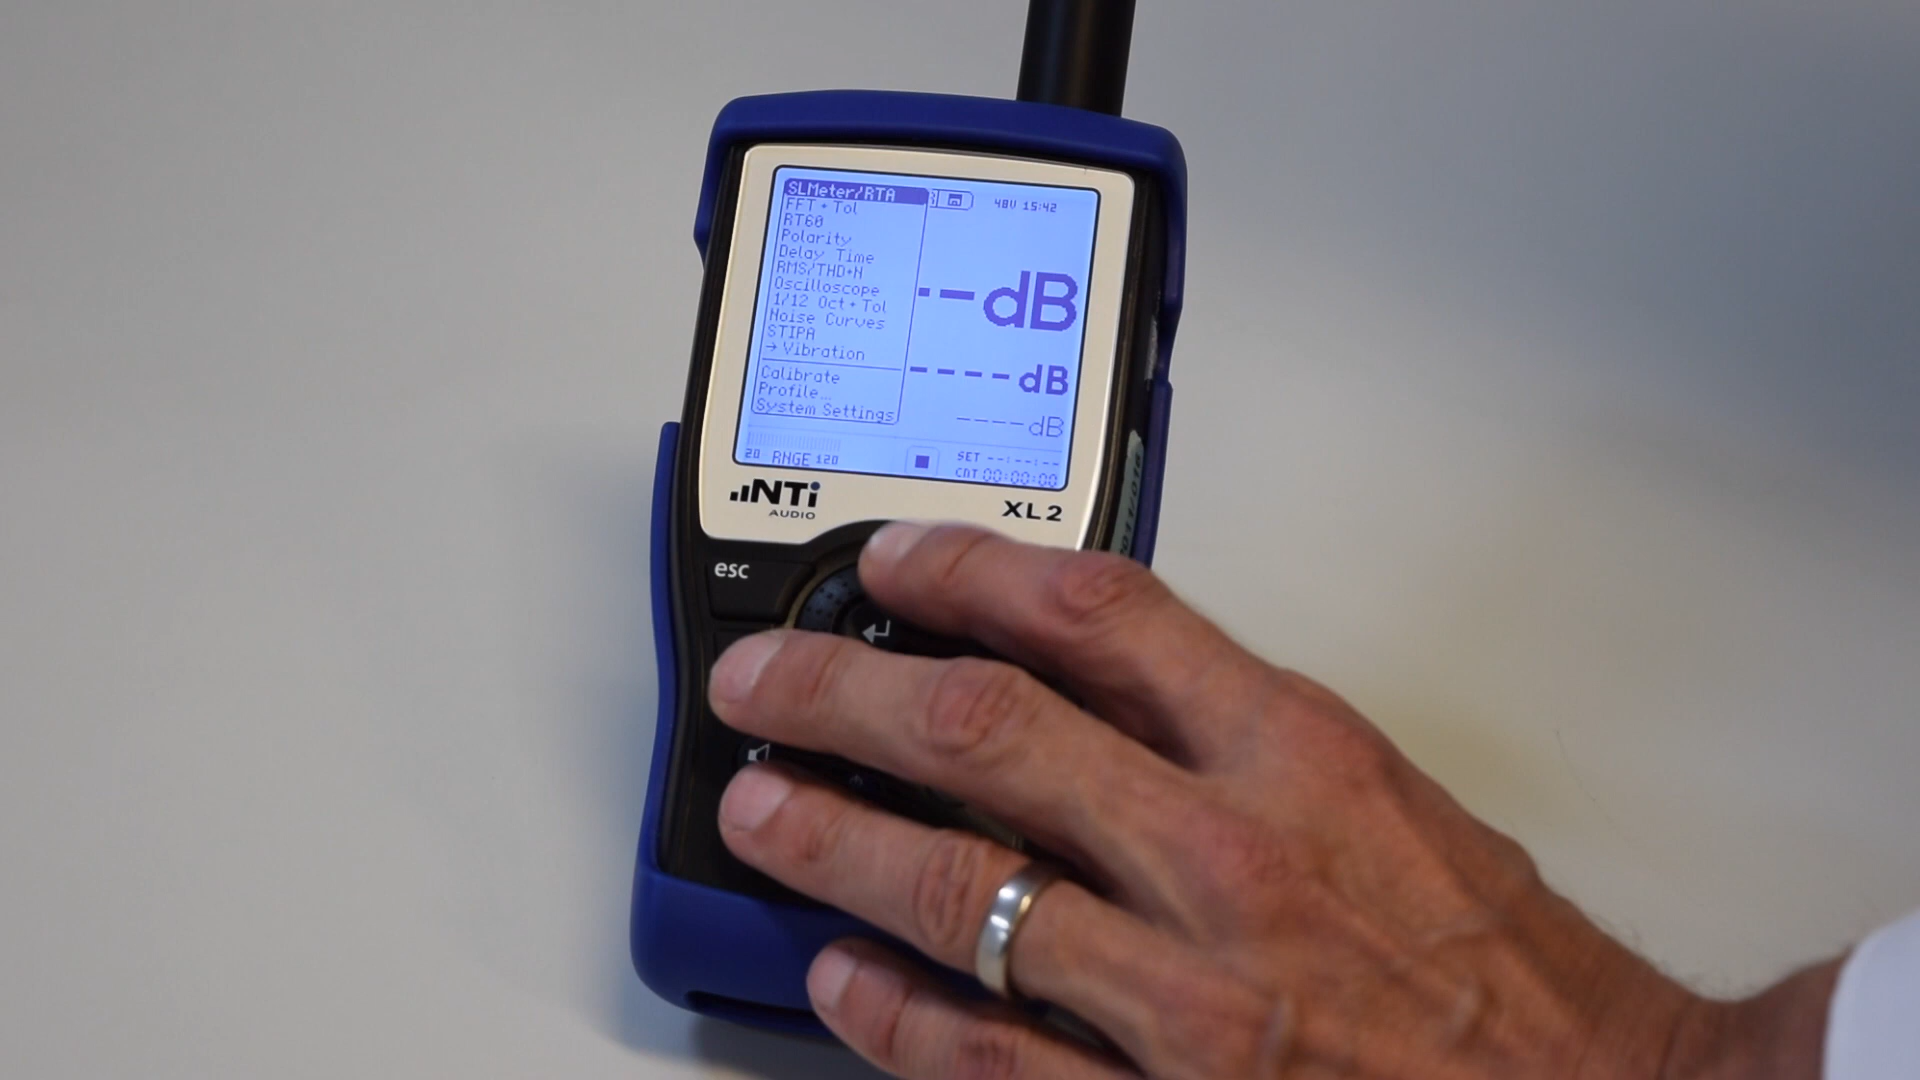 SLMeter/RTA
FFT + Tol
RT60
Polarity
Delay Time
RMS/THD+N
Oscilloscope
1/12 Oct + Tol
Noise Curves
STIPA
→ Vibration
Calibrate
Profile...
System Settings
48V 15:42
--dB
----dB
----dB
20 RNGE 120
SET --:--:--
CNT 00:00:00
NTi
AUDIO
XL2
esc